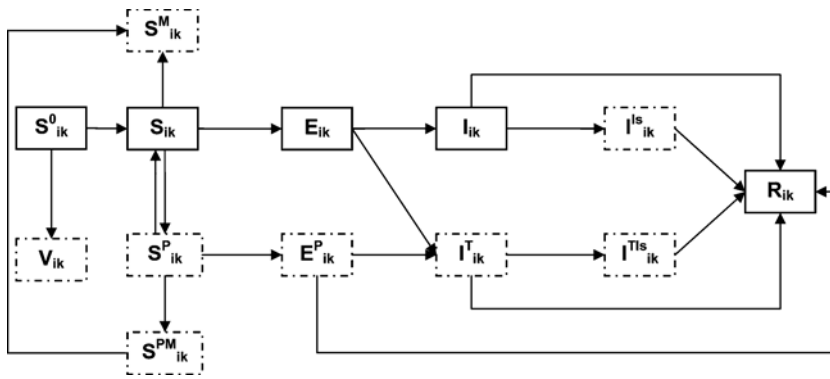 S^M_ik
S^0_ik
S_ik
E_ik
I_ik
I^Is_ik
R_ik
V_ik
S^P_ik
E^P_ik
I^T_ik
I^TIs_ik
S^PM_ik